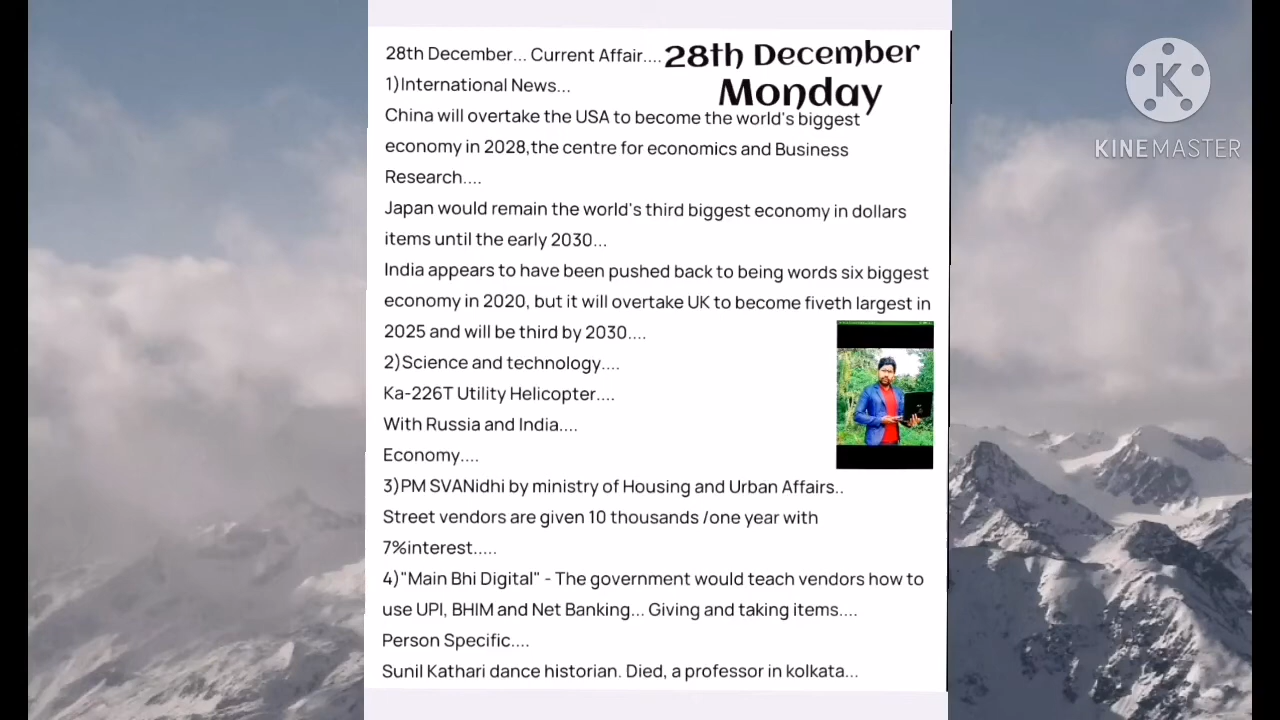 28th December... Current Affair....
28th December
Monday
1)International News...
China will overtake the USA to become the world's biggest
economy in 2028,the centre for economics and Business
Research....
Japan would remain the world's third biggest economy in dollars
items until the early 2030...
India appears to have been pushed back to being words six biggest
economy in 2020, but it will overtake UK to become fiveth largest in
2025 and will be third by 2030....
2)Science and technology....
Ka-226T Utility Helicopter....
With Russia and India....
Economy....
3)PM SVANidhi by ministry of Housing and Urban Affairs..
Street vendors are given 10 thousands /one year with
7%interest.....
4)"Main Bhi Digital" - The government would teach vendors how to
use UPI, BHIM and Net Banking... Giving and taking items....
Person Specific....
Sunil Kathari dance historian. Died, a professor in kolkata...
K
KINEMASTER